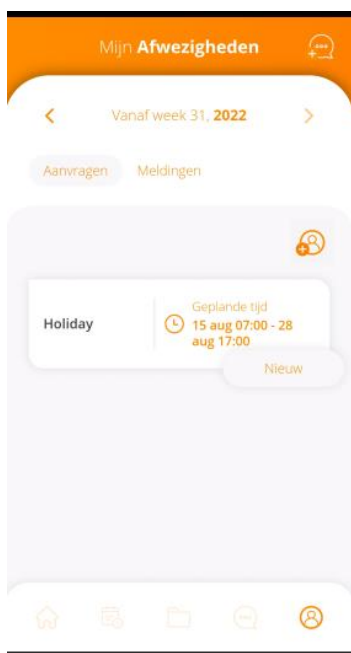 Mijn Afwezigheden
Vanaf week 31, 2022
Aanvragen Meldingen
Holiday
Geplande tijd
15 aug 07:00 - 28
aug 17:00
Nieuw